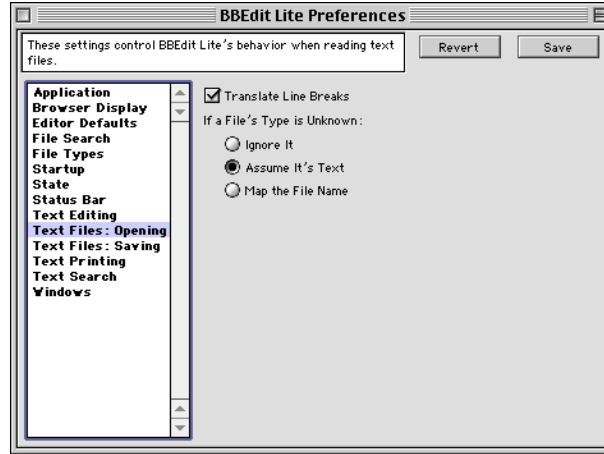 BBEdit Lite Preferences
These settings control BBEdit Lite's behavior when reading text
files.
Revert
Save
Application
Browser Display
Editor Defaults
File Search
File Types
Startup
State
Status Bar
Text Editing
Text Files: Opening
Text Files: Saving
Text Printing
Text Search
Windows
Translate Line Breaks
If a File's Type is Unknown:
Ignore It
Assume It's Text
Map the File Name